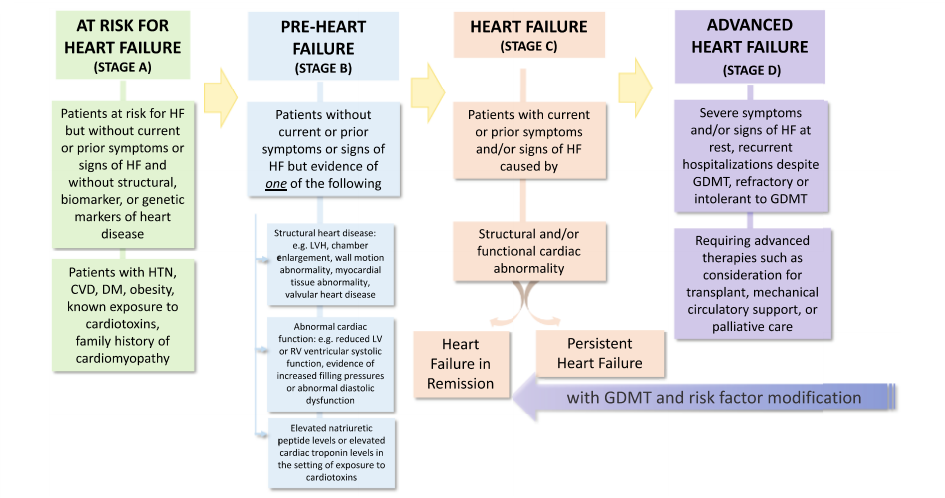 AT RISK FOR
HEART FAILURE
(STAGE A)
Patients at risk for HF
but without current
or prior symptoms or
signs of HF and
without structural,
biomarker, or genetic
markers of heart
disease
Patients with HTN,
CVD, DM, obesity,
known exposure to
cardiotoxins,
family history of
cardiomyopathy
PRE-HEART
FAILURE
(STAGE B)
Patients without
current or prior
symptoms or signs of
HF but evidence of
one of the following
Structural heart disease:
e.g. LVH, chamber
enlargement, wall motion
abnormality, myocardial
tissue abnormality,
valvular heart disease
Abnormal cardiac
function: e.g. reduced LV
or RV ventricular systolic
function, evidence of
increased filling pressures
or abnormal diastolic
dysfunction
Elevated natriuretic
peptide levels or elevated
cardiac troponin levels in
the setting of exposure to
cardiotoxins
HEART FAILURE
(STAGE C)
Patients with current
or prior symptoms
and/or signs of HF
caused by
Structural and/or
functional cardiac
abnormality
Heart
Failure in
Remission
Persistent
Heart Failure
ADVANCED
HEART FAILURE
(STAGE D)
Severe symptoms
and/or signs of HF at
rest, recurrent
hospitalizations despite
GDMT, refractory or
intolerant to GDMT
Requiring advanced
therapies such as
consideration for
transplant, mechanical
circulatory support, or
palliative care
with GDMT and risk factor modification